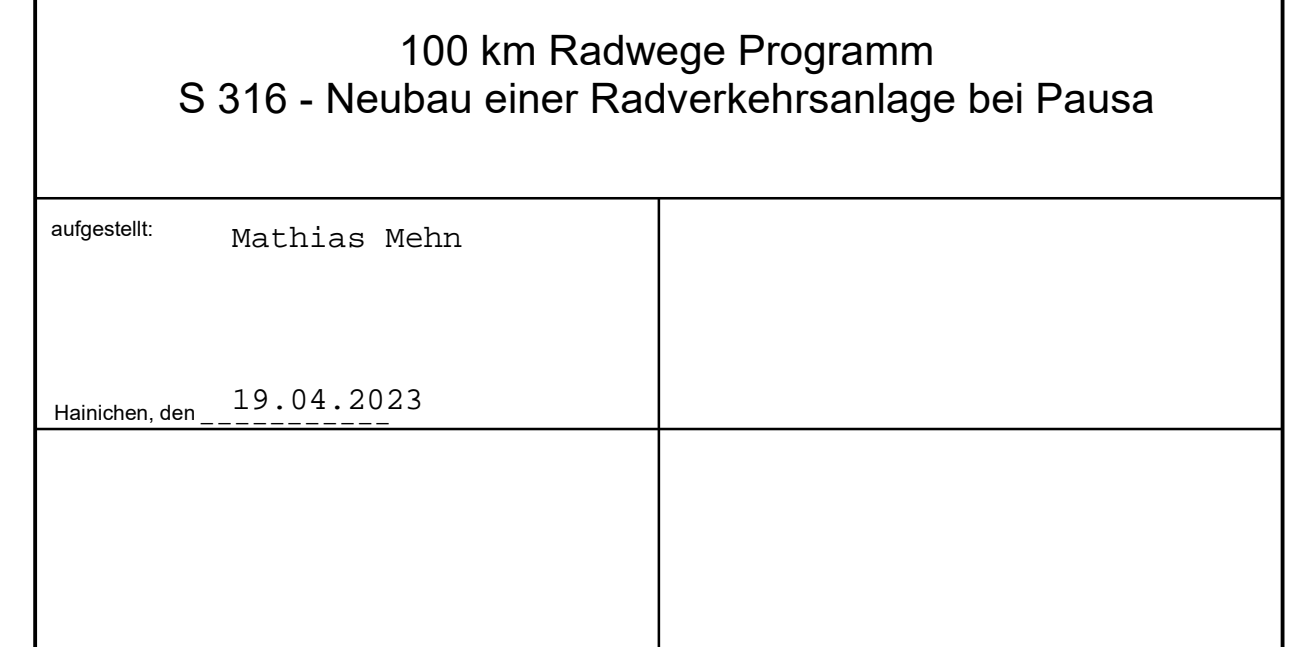 100 km Radwege Programm
S 316 - Neubau einer Radverkehrsanlage bei Pausa
aufgestellt: Mathias Mehn
Hainichen, den 19.04.2023